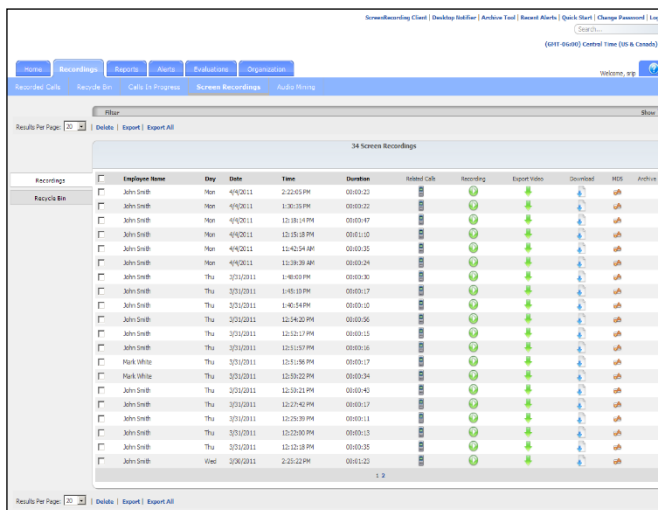 ScreenRecording Client | Desktop Notifier | Archive Tool | Recent Alerts | Quick Start | Change Password | Log
Search...
(GMT-06:00) Central Time (US & Canada)
Home Recordings Reports Alerts Evaluations Organization
Welcome,
Recorded Calls Recycle Bin Calls In Progress Screen Recordings Audio Mining
Filter Show
Results Per Page: 20 | Delete | Export | Export All
34 Screen Recordings
Recordings
Recycle Bin
Employee Name Day Date Time Duration Related Calls Recording Export Video Download MD5 Archive
John Smith Mon 4/4/2011 2:22:05 PM 00:00:23
John Smith Mon 4/4/2011 1:30:35 PM 00:00:22
John Smith Mon 4/4/2011 12:18:14 PM 00:00:47
John Smith Mon 4/4/2011 12:15:18 PM 00:01:10
John Smith Mon 4/4/2011 11:42:54 AM 00:00:35
John Smith Mon 4/4/2011 11:39:39 AM 00:00:24
John Smith Thu 3/31/2011 00:00:30
John Smith Thu 3/31/2011 00:00:17
John Smith Thu 3/31/2011 1:40:54 PM 00:00:10
John Smith Thu 3/31/2011 12:54:20 PM 00:00:56
John Smith Thu 3/31/2011 12:52:17 PM 00:00:15
John Smith Thu 3/31/2011 12:51:57 PM 00:00:16
Mark White Thu 3/31/2011 12:51:56 PM 00:00:17
Mark White Thu 3/31/2011 12:50:22 PM 00:00:34
John Smith Thu 3/31/2011 12:50:21 PM 00:00:43
John Smith Thu 3/31/2011 12:27:42 PM 00:00:17
John Smith Thu 3/31/2011 12:25:39 PM 00:00:11
John Smith Thu 3/31/2011 12:22:00 PM 00:00:13
John Smith Thu 3/31/2011 12:12:18 PM 00:00:35
John Smith Wed 3/30/2011 2:25:22 PM 00:01:23
1 2
Results Per Page: 20 | Delete | Export | Export All